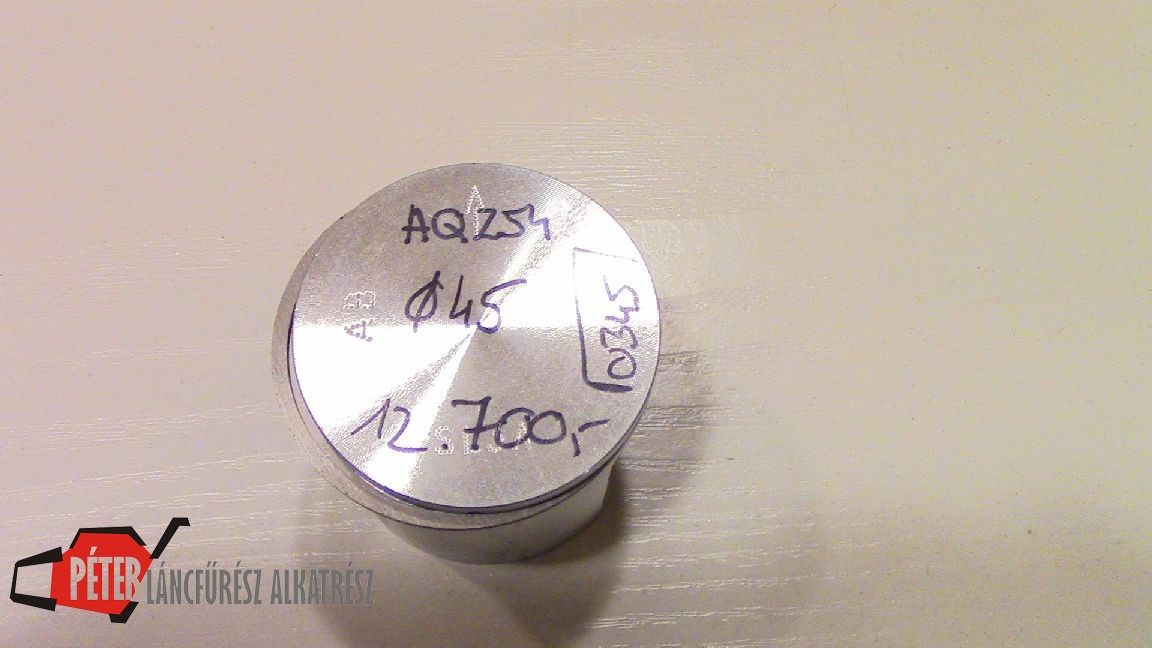 AQ254
Ø45
0345
AB
12.700,-
PÉTER LÁNCFŰRÉSZ ALKATRÉSZ